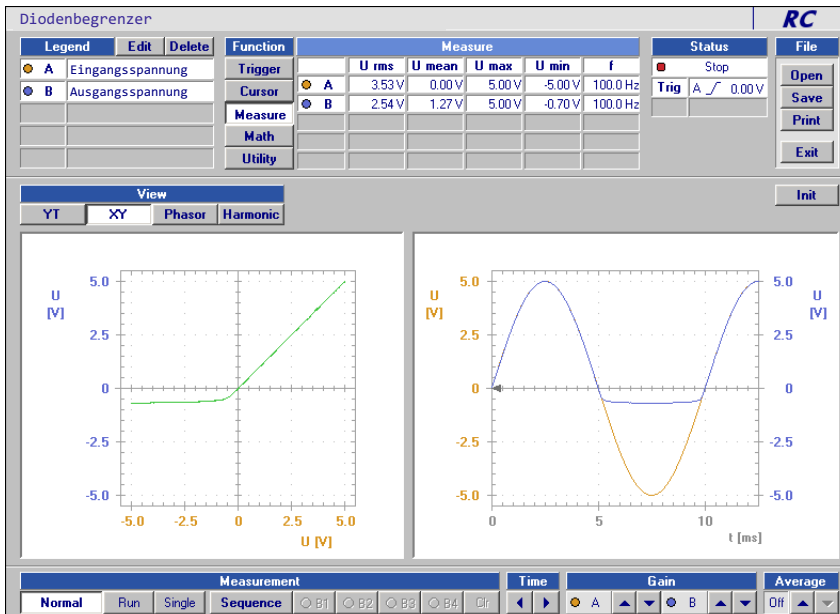 Diodenbegrenzer RC
Legend Edit Delete Function Measure Status File
A Eingangsspannung Trigger U rms U mean U max U min f Stop Open
B Ausgangsspannung Cursor A 3.53 V 0.00 V 5.00 V -5.00 V 100.0 Hz Trig A 0.00 V Save
Measure B 2.54 V 1.27 V 5.00 V -0.70 V 100.0 Hz Print
Math
Utility Exit
View Init
YT XY Phasor Harmonic
U [V] 5.0 2.5 0 -2.5 -5.0
-5.0 -2.5 0 2.5 5.0
U [V]
U [V] 5.0 2.5 0 -2.5 -5.0
5.0 2.5 0 -2.5 -5.0 U [V]
0 5 10
t [ms]
Measurement Time Gain Average
Normal Run Single Sequence B1 B2 B3 B4 Clr A B Off